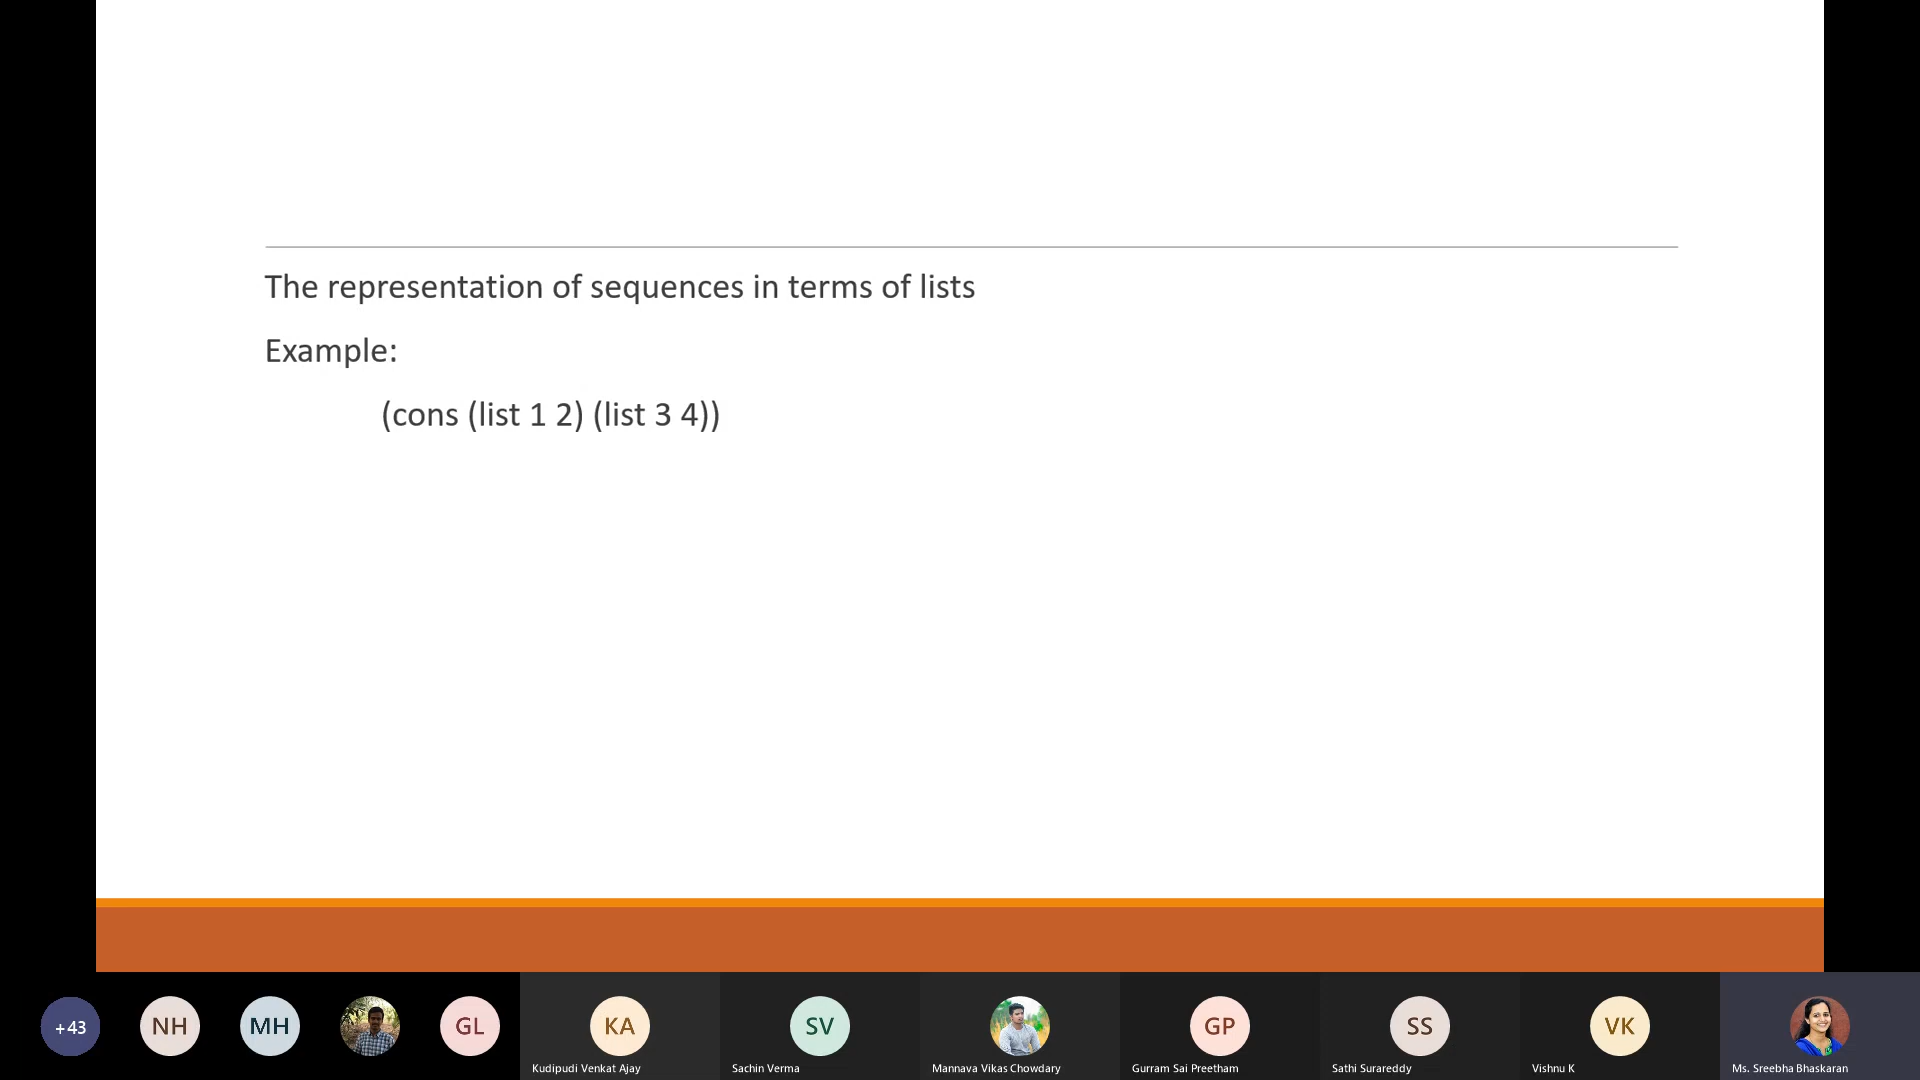 The representation of sequences in terms of lists
Example:
(cons (list 1 2) (list 3 4))
+43
NH
MH
GL
KA
SV
GP
SS
VK
Kudipudi Venkat Ajay
Sachin Verma
Mannava Vikas Chowdary
Gurram Sai Preetham
Sathi Surareddy
Vishnu K
Ms. Sreebha Bhaskaran